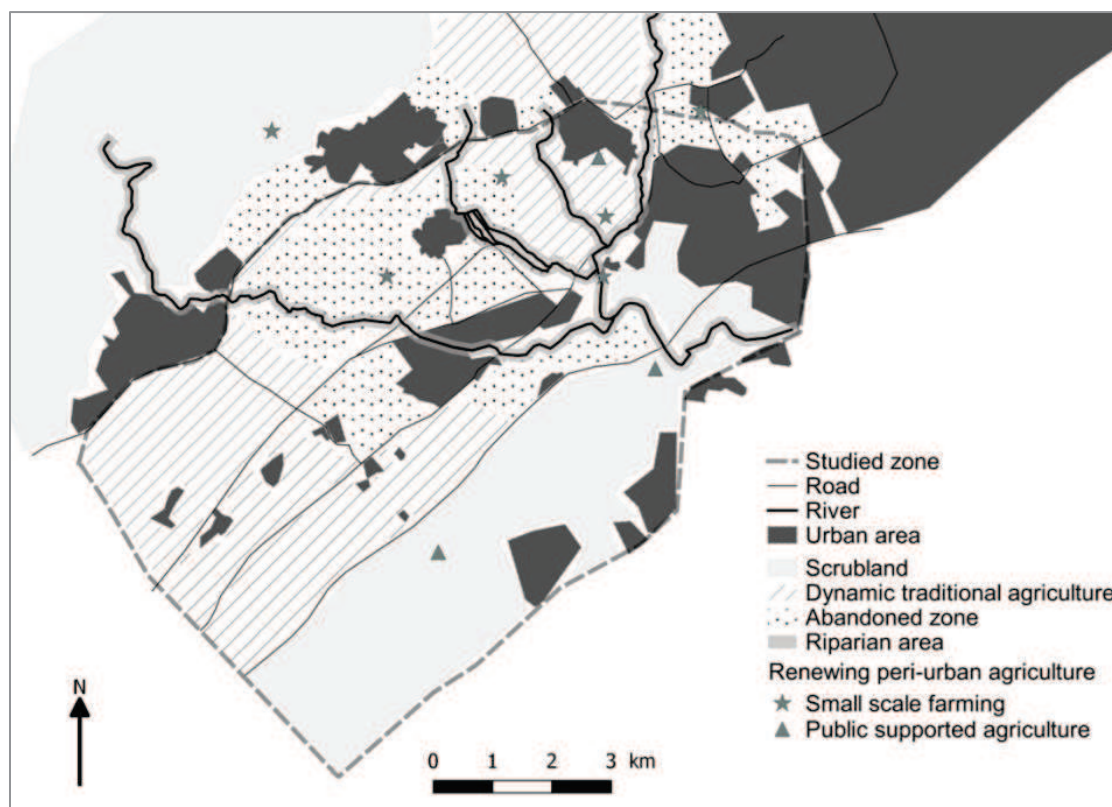 Studied zone
Road
River
Urban area
Scrubland
Dynamic traditional agriculture
Abandoned zone
Riparian area
Renewing peri-urban agriculture
Small scale farming
Public supported agriculture
N
0 1 2 3 km